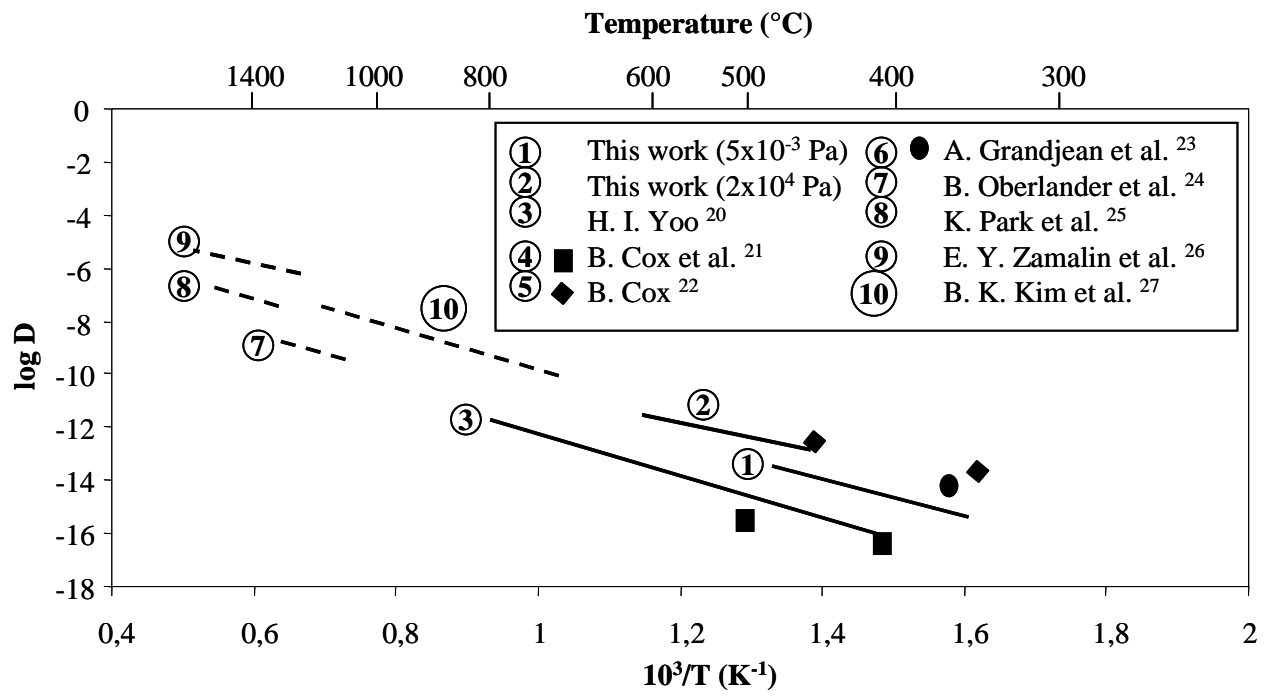 Temperature (°C)
1400 1000 800 600 500 400 300
0
-2
-4
-6
-8
-10
-12
-14
-16
-18
log D
1 This work (5x10-3 Pa) 6 A. Grandjean et al. 23
2 This work (2x104 Pa) 7 B. Oberlander et al. 24
3 H. I. Yoo 20 8 K. Park et al. 25
4 B. Cox et al. 21 9 E. Y. Zamalin et al. 26
5 B. Cox 22 10 B. K. Kim et al. 27
9
8
10
7
3
2
1
0,4 0,6 0,8 1 1,2 1,4 1,6 1,8 2
103/T (K-1)